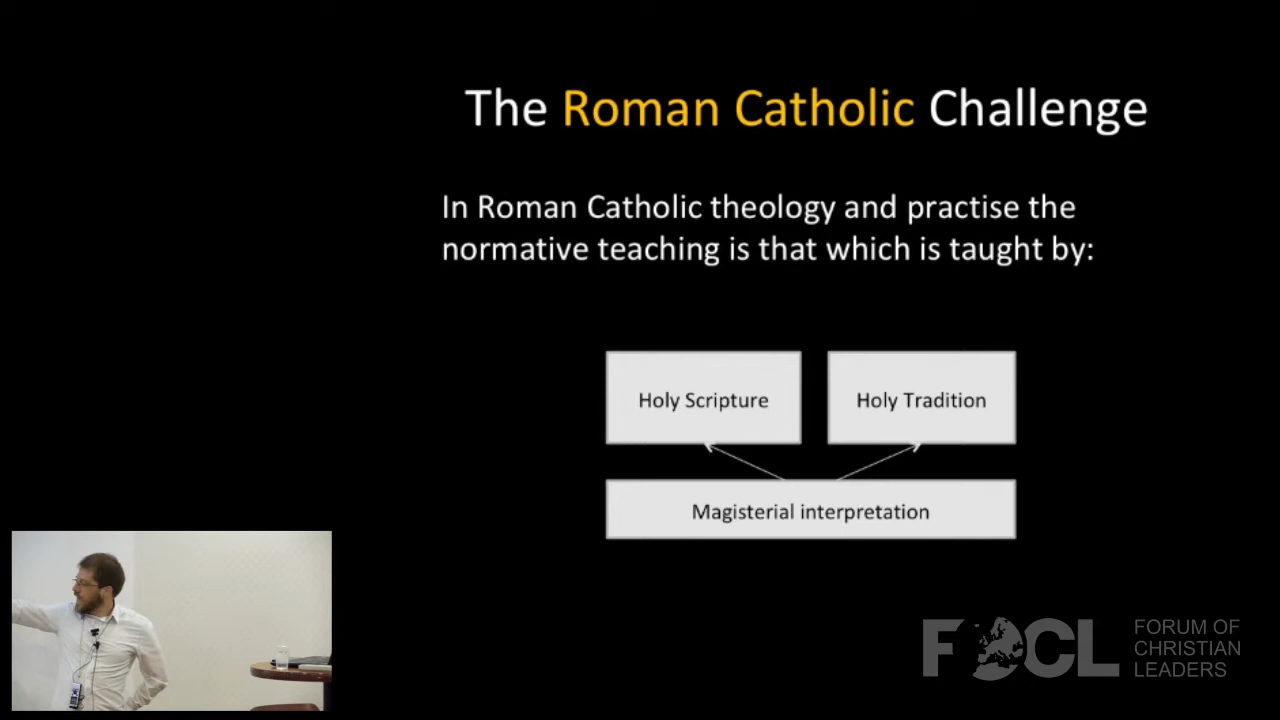 The Roman Catholic Challenge
In Roman Catholic theology and practise the
normative teaching is that which is taught by:
Holy Scripture
Holy Tradition
Magisterial interpretation
FOCL
FORUM OF
CHRISTIAN
LEADERS